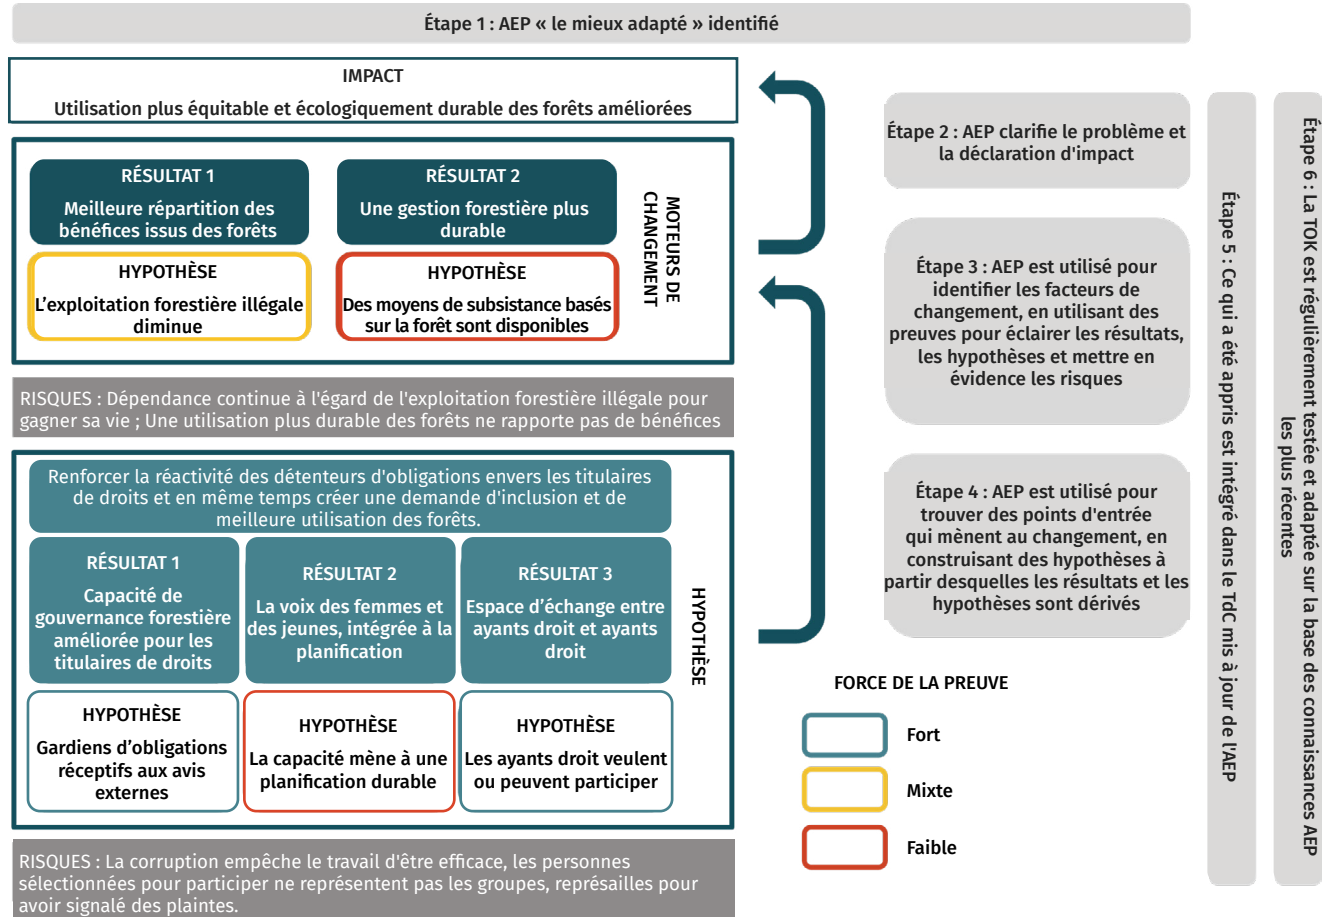 Étape 1 : AEP « le mieux adapté » identifié
IMPACT
Utilisation plus équitable et écologiquement durable des forêts améliorées
RÉSULTAT 1
Meilleure répartition des
bénéfices issus des forêts
HYPOTHÈSE
L'exploitation forestière illégale
diminue
RÉSULTAT 2
Une gestion forestière plus
durable
HYPOTHÈSE
Des moyens de subsistance basés
sur la forêt sont disponibles
MOTEURS DE
CHANGEMENT
RISQUES : Dépendance continue à l'égard de l'exploitation forestière illégale pour
gagner sa vie ; Une utilisation plus durable des forêts ne rapporte pas de bénéfices
Renforcer la réactivité des détenteurs d'obligations envers les titulaires
de droits et en même temps créer une demande d'inclusion et de
meilleure utilisation des forêts.
RÉSULTAT 1
Capacité de
gouvernance forestière
améliorée pour les
titulaires de droits
RÉSULTAT 2
La voix des femmes et
des jeunes, intégrée à la
planification
RÉSULTAT 3
Espace d’échange entre
ayants droit et ayants
droit
HYPOTHÈSE
Gardiens d’obligations
réceptifs aux avis
externes
HYPOTHÈSE
La capacité mène à une
planification durable
HYPOTHÈSE
Les ayants droit veulent
ou peuvent participer
HYPOTHÈSE
RISQUES : La corruption empêche le travail d'être efficace, les personnes
sélectionnées pour participer ne représentent pas les groupes, représailles pour
avoir signalé des plaintes.
Étape 2 : AEP clarifie le problème et
la déclaration d'impact
Étape 3 : AEP est utilisé pour
identifier les facteurs de
changement, en utilisant des
preuves pour éclairer les résultats,
les hypothèses et mettre en
évidence les risques
Étape 4 : AEP est utilisé pour
trouver des points d'entrée
qui mènent au changement, en
construisant des hypothèses à
partir desquelles les résultats et les
hypothèses sont dérivés
FORCE DE LA PREUVE
Fort
Mixte
Faible
Étape 5 : Ce qui a été appris est intégré dans le TdC mis à jour de l'AEP
Étape 6 : La TOK est régulièrement testée et adaptée sur la base des connaissances AEP
les plus récentes